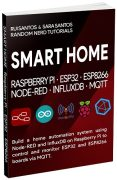 RUI SANTOS & SARA SANTOS
RANDOM NERD TUTORIALS
SMART HOME
RASPBERRY PI · ESP32 · ESP8266
NODE-RED · INFLUXDB · MQTT
Build a home automation system using
Node-RED and InfluxDB on Raspberry Pi to
control and monitor ESP32 and ESP8266
boards via MQTT.